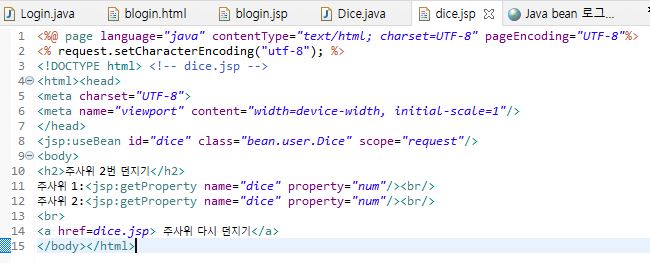 Login.java blogin.html blogin.jsp Dice.java dice.jsp Java bean 로그...
1 <%@ page language="java" contentType="text/html; charset=UTF-8" pageEncoding="UTF-8"%>
2 <% request.setCharacterEncoding("utf-8"); %>
3 <!DOCTYPE html> <!-- dice.jsp -->
4 <html><head>
5 <meta charset="UTF-8">
6 <meta name="viewport" content="width=device-width, initial-scale=1"/>
7 </head>
8 <jsp:useBean id="dice" class="bean.user.Dice" scope="request"/>
9 <body>
10 <h2>주사위 2번 던지기</h2>
11 주사위 1:<jsp:getProperty name="dice" property="num"/><br/>
12 주사위 2:<jsp:getProperty name="dice" property="num"/><br/>
13 <br>
14 <a href=dice.jsp> 주사위 다시 던지기</a>
15 </body></html>